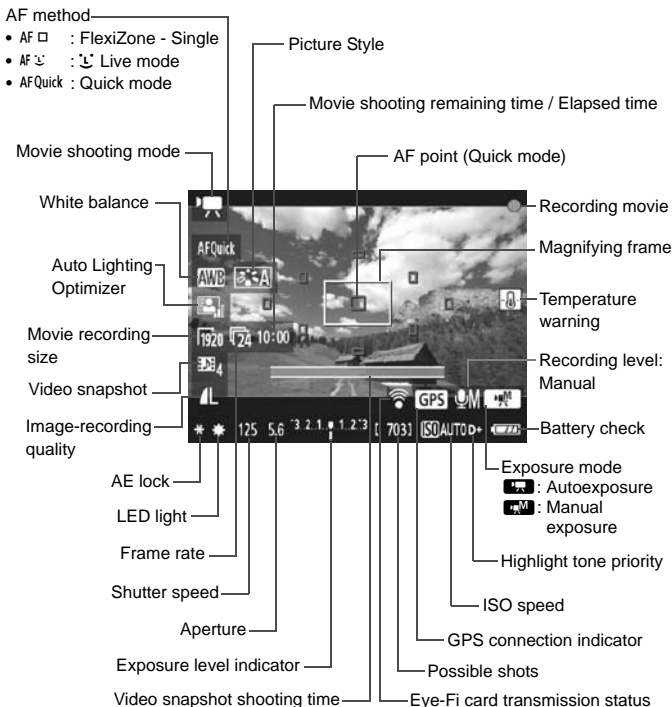 AF method
• AF □ : FlexiZone - Single
• AF : Live mode
• AFQuick : Quick mode
Picture Style
Movie shooting remaining time / Elapsed time
Movie shooting mode
AF point (Quick mode)
White balance
Recording movie
AFQuick
Magnifying frame
AWB A
Auto Lighting
Optimizer
Temperature
warning
Movie recording
size
1920 24 10:00
Recording level:
Manual
Video snapshot
4
Image-recording
quality
L
GPS M M
Battery check
125 5.6 -3..2..1..0..1..2.+3 [ 703] ISO AUTO D+
AE lock
Exposure mode
: Autoexposure
M : Manual
exposure
LED light
Frame rate
Highlight tone priority
Shutter speed
ISO speed
Aperture
GPS connection indicator
Exposure level indicator
Possible shots
Video snapshot shooting time
Eye-Fi card transmission status